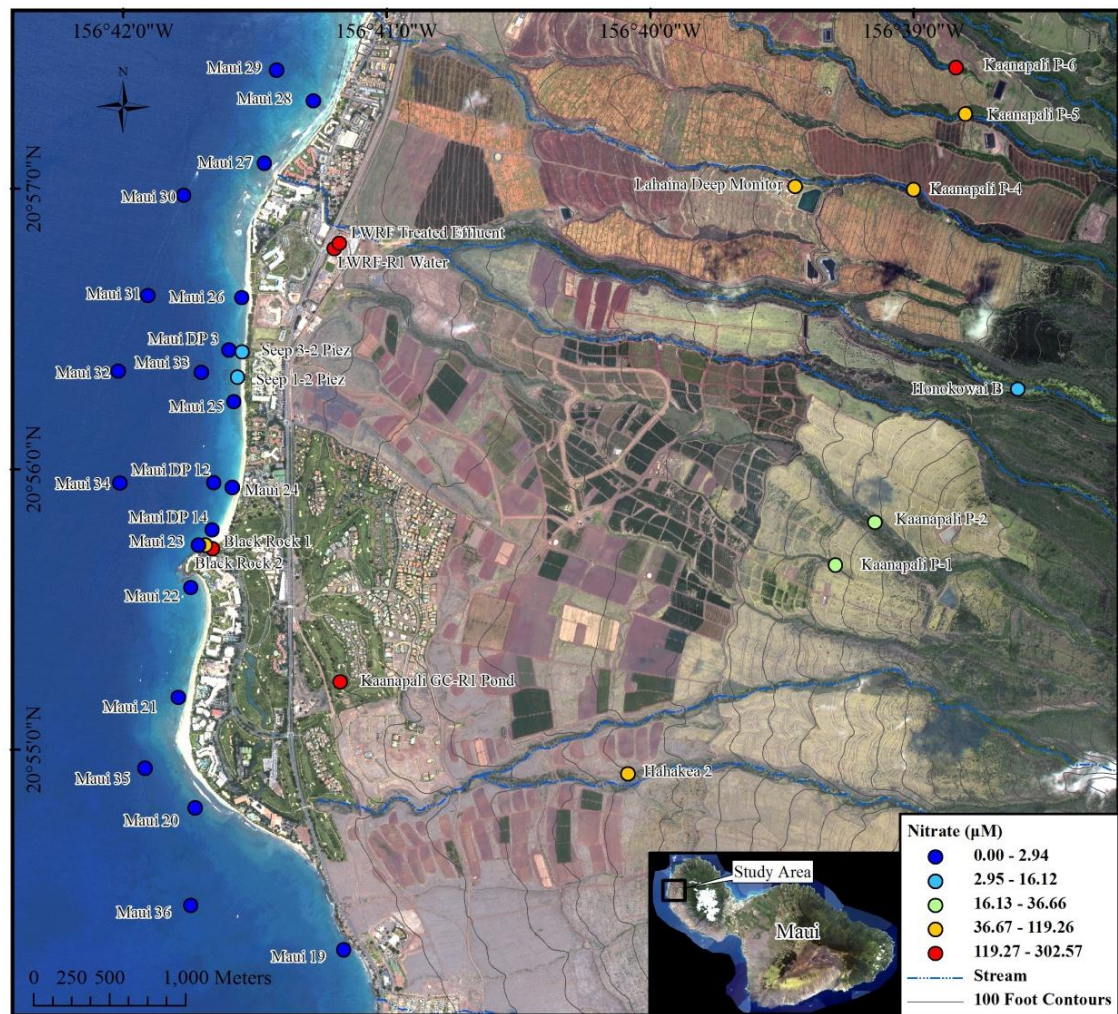 156°42'0"W
156°41'0"W
156°40'0"W
156°39'0"W
N
Maui 29
Maui 28
Kaanapali P-6
Kaanapali P-5
Maui 27
20°57'0"N
Maui 30
Lahaina Deep Monitor
Kaanapali P-4
LWRF Treated Effluent
LWRF-R1 Water
Maui 31
Maui 26
Maui DP 3
Seep 3-2 Piez
Maui 32
Maui 33
Seep 1-2 Piez
Honokowai B
Maui 25
20°56'0"N
Maui 34
Maui DP 12
Maui 24
Kaanapali P-2
Maui DP 14
Maui 23
Black Rock 1
Black Rock 2
Kaanapali P-1
Maui 22
Kaanapali GC-R1 Pond
Maui 21
20°55'0"N
Maui 35
Hahakea 2
Maui 20
Maui 36
Maui 19
0 250 500 1,000 Meters
Study Area
Maui
Nitrate (µM)
0.00 - 2.94
2.95 - 16.12
16.13 - 36.66
36.67 - 119.26
119.27 - 302.57
Stream
100 Foot Contours